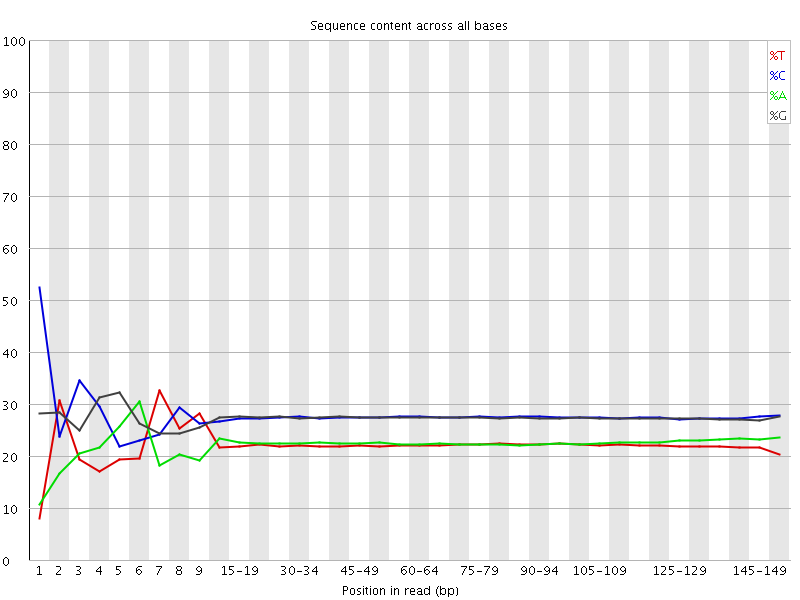 Sequence content across all bases
100
90
80
70
60
50
40
30
20
10
0
%T
%C
%A
%G
1 2 3 4 5 6 7 8 9 15-19 30-34 45-49 60-64 75-79 90-94 105-109 125-129 145-149
Position in read (bp)